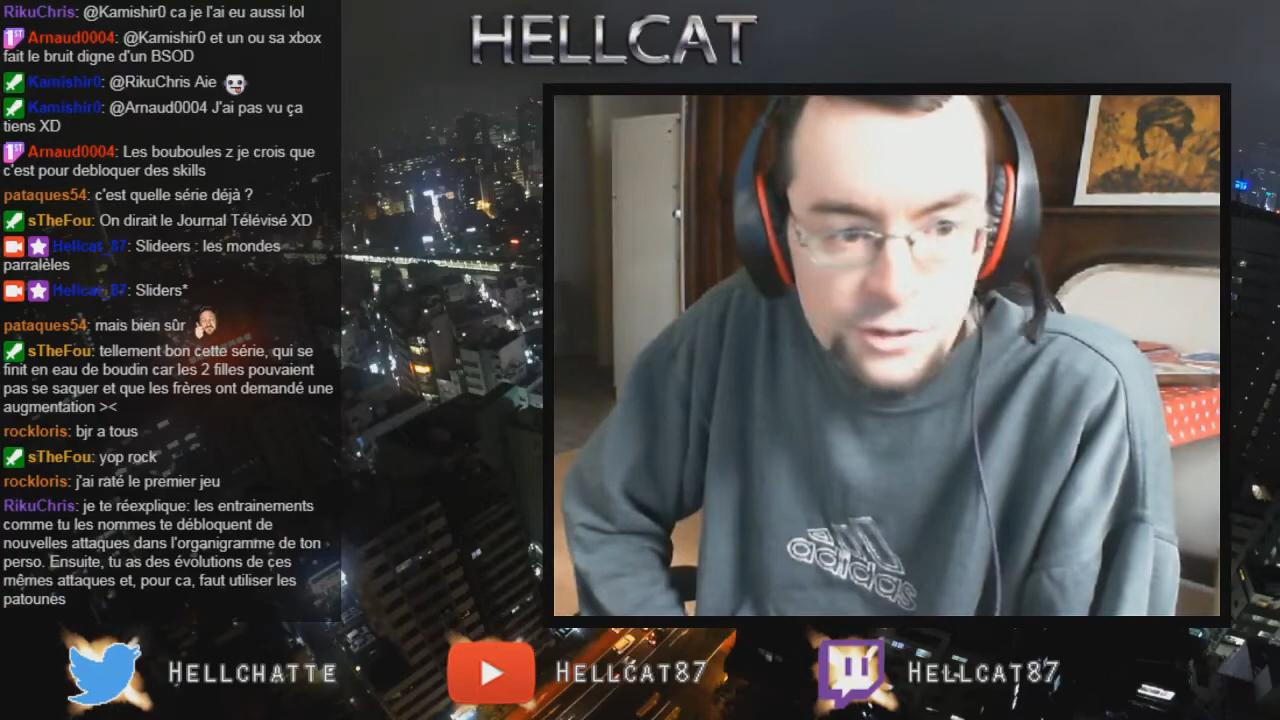 RikuChris: @Kamishir0 ca je l'ai eu aussi lol
Arnaud0004: @Kamishir0 et un ou sa xbox
fait le bruit digne d'un BSOD
Kamishir0: @RikuChris Aie
Kamishir0: @Arnaud0004 J'ai pas vu ça
tiens XD
Arnaud0004: Les bouboules z je crois que
c'est pour debloquer des skills
pataques54: c'est quelle série déjà ?
sTheFou: On dirait le Journal Télévisé XD
Hellcat_87: Slideers : les mondes
parralèles
Hellcat_87: Sliders*
pataques54: mais bien sûr
sTheFou: tellement bon cette série, qui se
finit en eau de boudin car les 2 filles pouvaient
pas se saquer et que les frères ont demandé une
augmentation ><
rockloris: bjr a tous
sTheFou: yop rock
rockloris: j'ai raté le premier jeu
RikuChris: je te réexplique: les entrainements
comme tu les nommes te débloquent de
nouvelles attaques dans l'organigramme de ton
perso. Ensuite, tu as des évolutions de ces
mêmes attaques et, pour ca, faut utiliser les
patounes
HELLCAT
adidas
HELLCHATTE
HELLCAT87
HELLCAT87